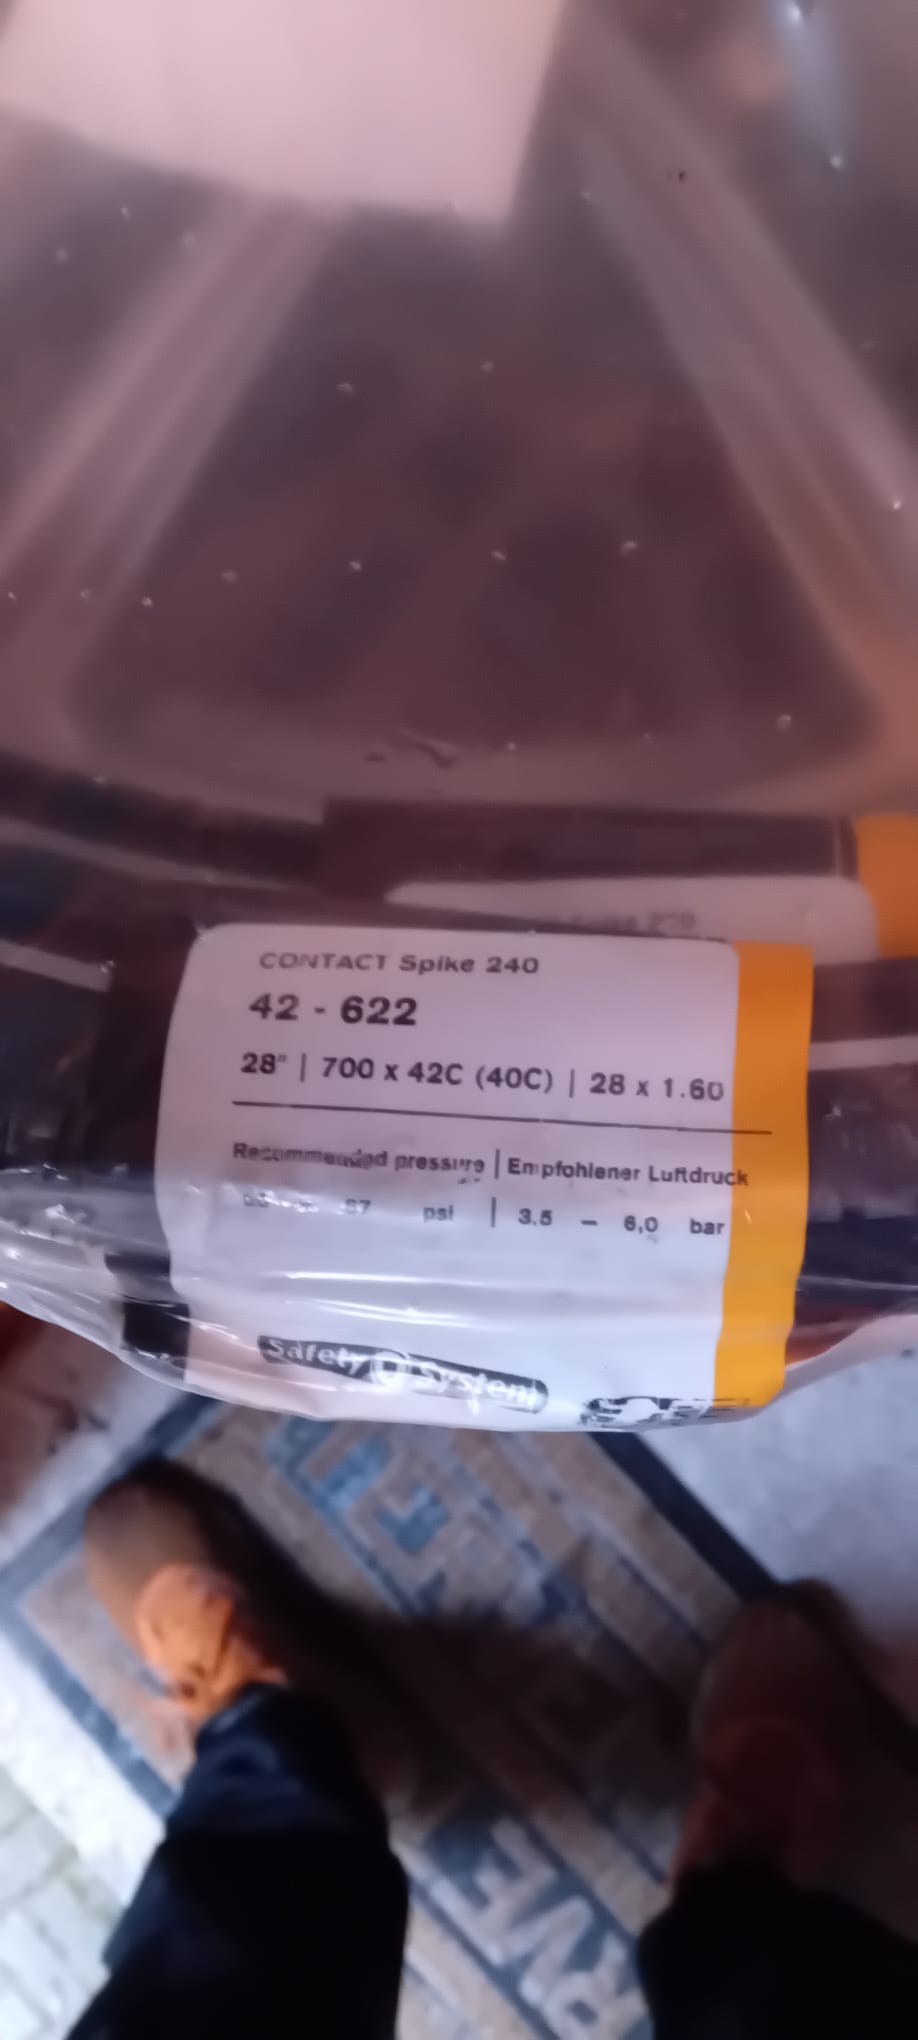 CONTACT Spike 240
42 - 622
28" | 700 x 42C (40C) | 28 x 1.60
Recommended pressure | Empfohlener Luftdruck
87 psi | 3.5 – 6,0 bar
Safety System